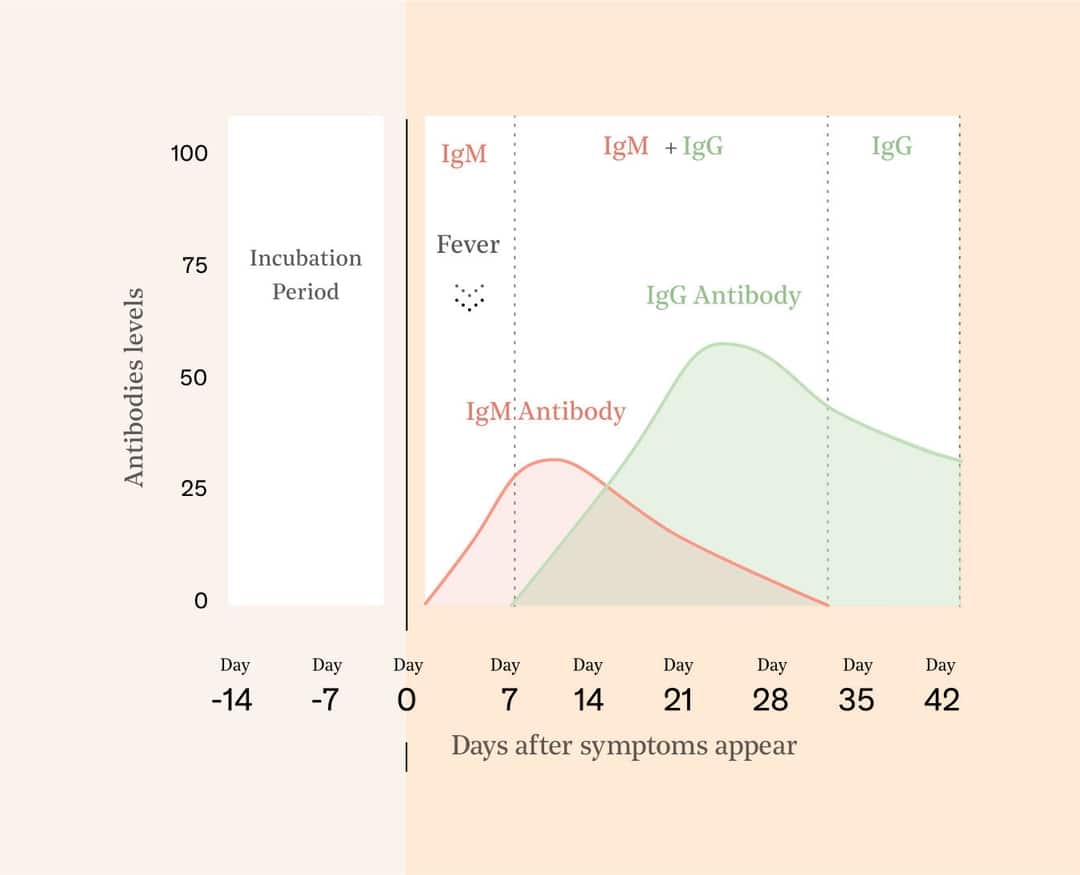 IgM
IgM + IgG
IgG
100
75
50
25
0
Antibodies levels
Incubation
Period
Fever
IgG Antibody
IgM Antibody
Day Day Day Day Day Day Day Day Day
-14 -7 0 7 14 21 28 35 42
Days after symptoms appear